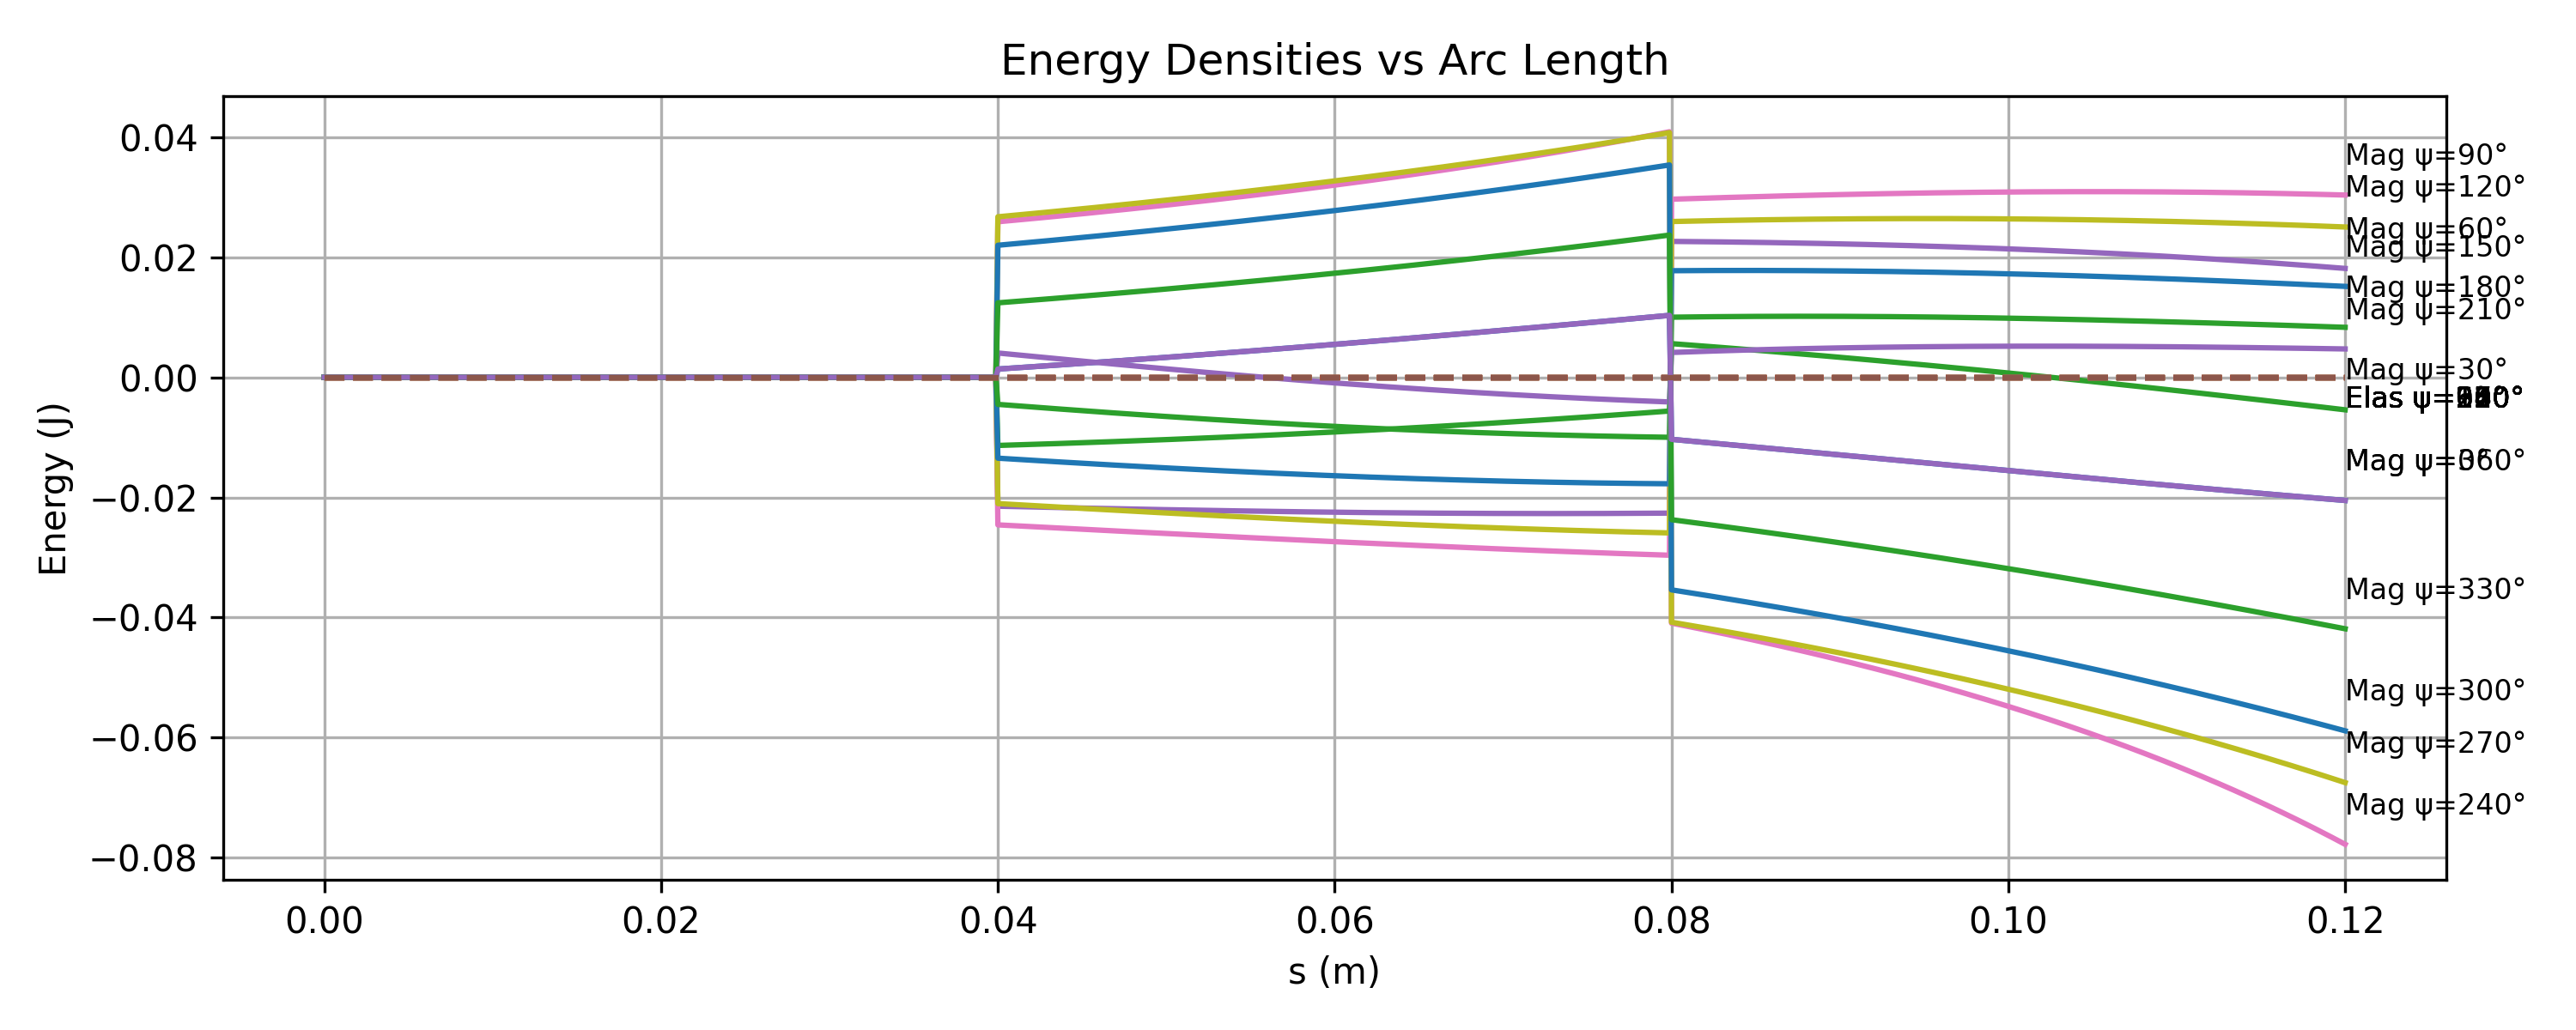 Energy Densities vs Arc Length
Energy (J)
0.04
0.02
0.00
−0.02
−0.04
−0.06
−0.08
Mag ψ=90°
Mag ψ=120°
Mag ψ=60°
Mag ψ=150°
Mag ψ=180°
Mag ψ=210°
Mag ψ=30°
Elas
Mag
Mag ψ=330°
Mag ψ=300°
Mag ψ=270°
Mag ψ=240°
0.00 0.02 0.04 0.06 0.08 0.10 0.12
s (m)